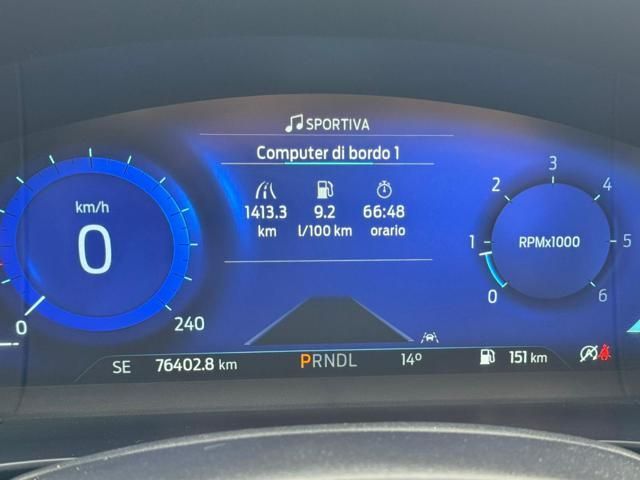 SPORTIVA
Computer di bordo 1
1413.3 9.2 66:48
km l/100 km orario
km/h
0
0 240
0 1 2 3 4 5 6
RPMx1000
SE 76402.8 km PRNDL 14° 151 km